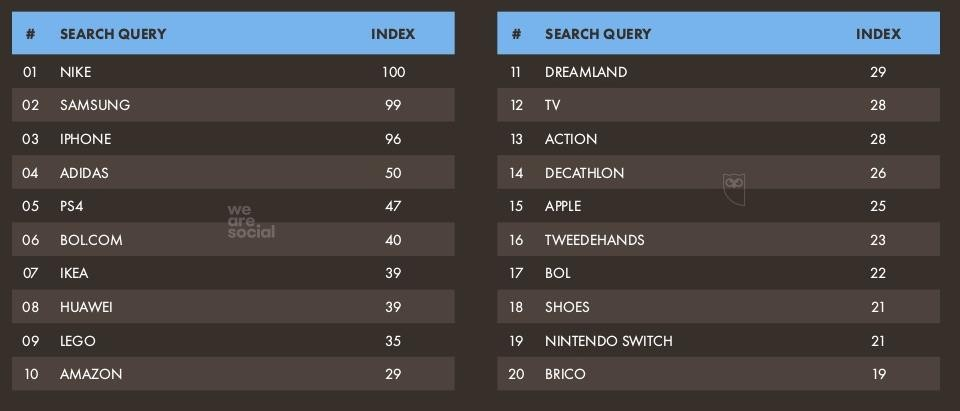 # SEARCH QUERY INDEX
01 NIKE 100
02 SAMSUNG 99
03 IPHONE 96
04 ADIDAS 50
05 PS4 47
06 BOL.COM 40
07 IKEA 39
08 HUAWEI 39
09 LEGO 35
10 AMAZON 29
we
are
social
# SEARCH QUERY INDEX
11 DREAMLAND 29
12 TV 28
13 ACTION 28
14 DECATHLON 26
15 APPLE 25
16 TWEEDEHANDS 23
17 BOL 22
18 SHOES 21
19 NINTENDO SWITCH 21
20 BRICO 19